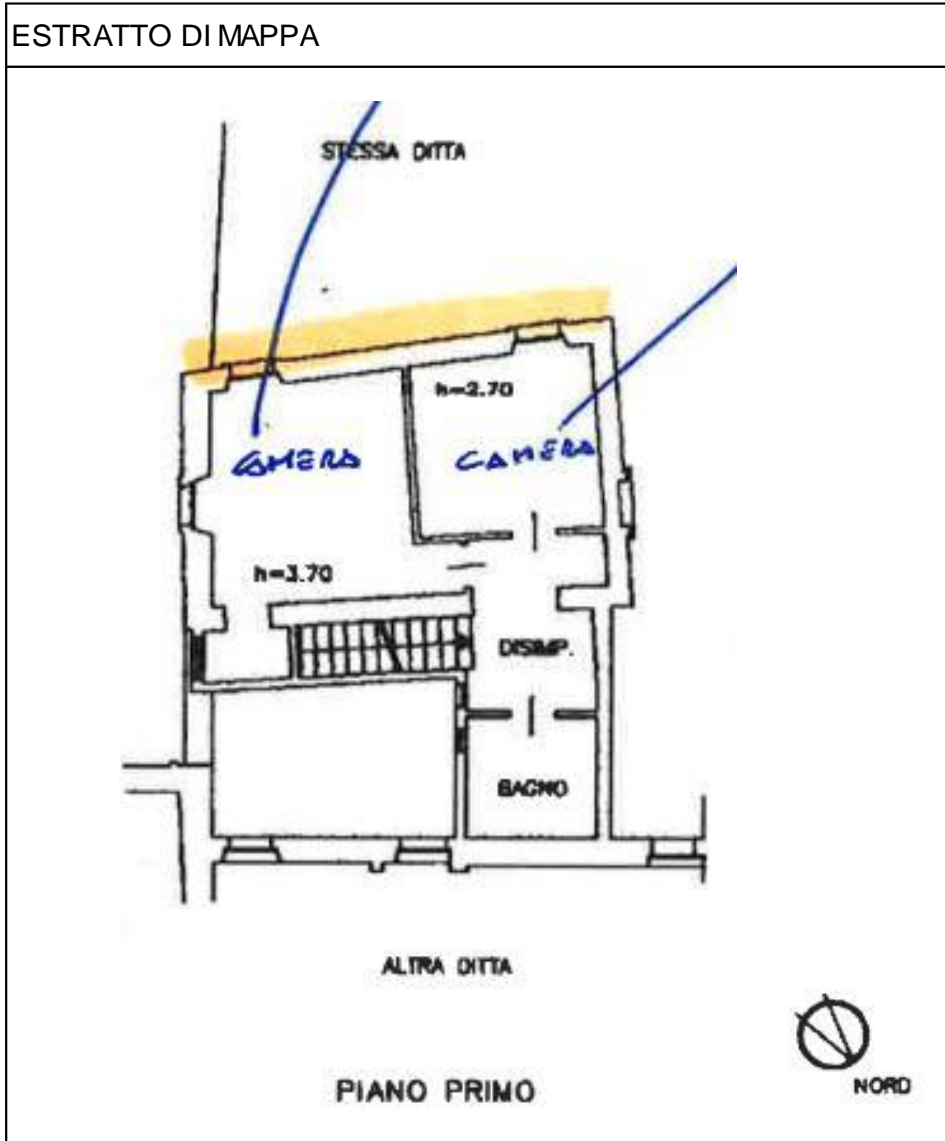 ESTRATTO DI MAPPA
STESSA DITTA
h=2.70
CAMERA
CAMERA
h=3.70
DISIMP.
BAGNO
ALTRA DITTA
NORD
PIANO PRIMO